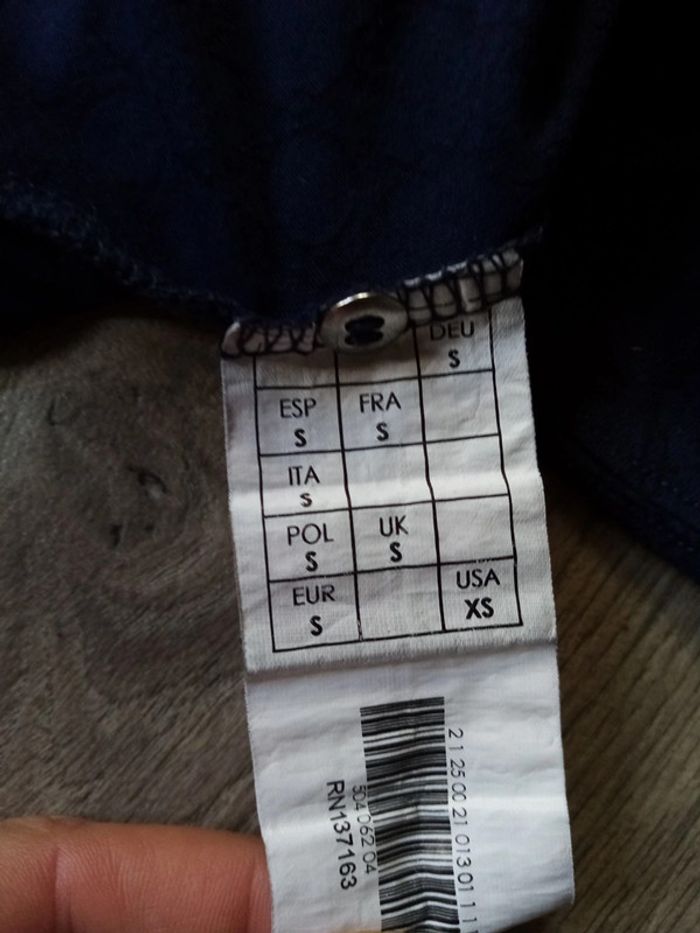 DEU
S
ESP FRA
S S
ITA
S
POL UK
S S
EUR USA
S XS
2 1 25 00 21 013 01 1 1
504 062 04
RN137163